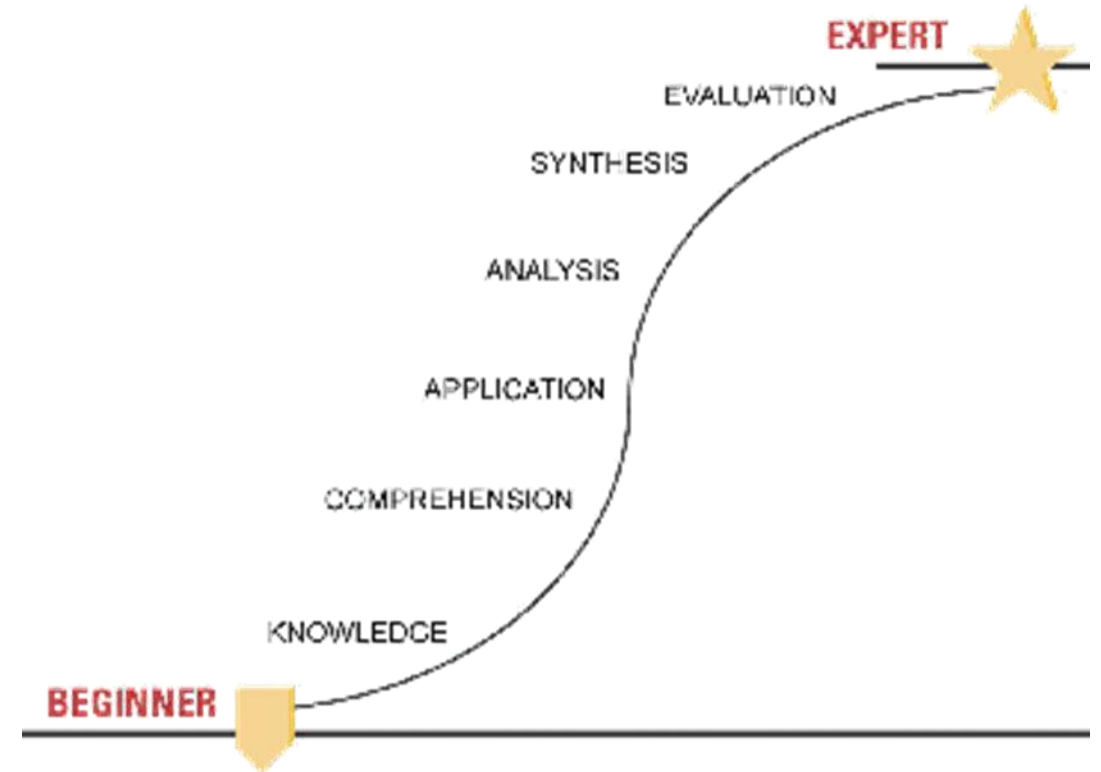 EXPERT
EVALUATION
SYNTHESIS
ANALYSIS
APPLICATION
COMPREHENSION
KNOWLEDGE
BEGINNER